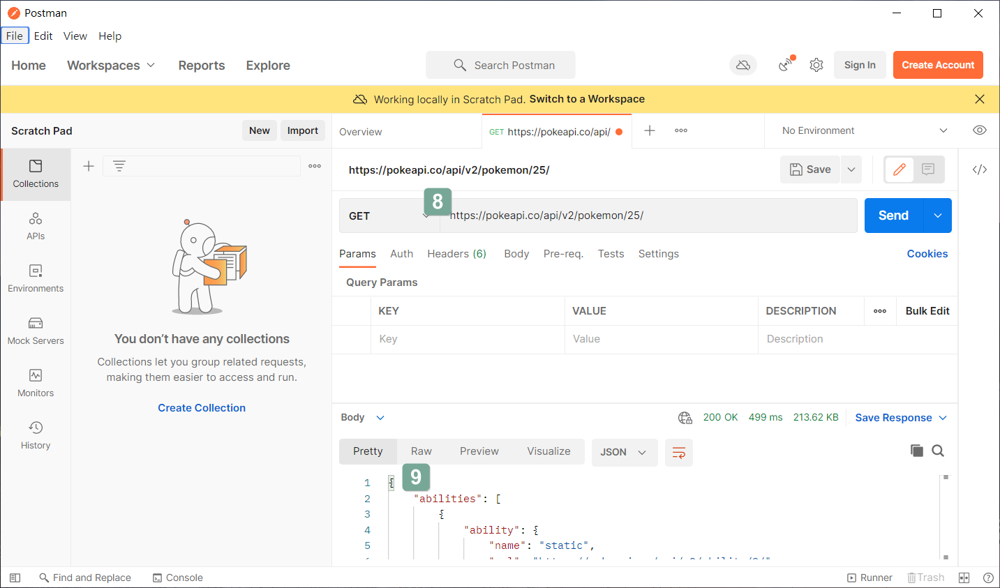 Postman
File Edit View Help
Home Workspaces Reports Explore Search Postman Sign In Create Account
Working locally in Scratch Pad. Switch to a Workspace
Scratch Pad New Import Overview GET https://pokeapi.co/api/ No Environment
Collections
APIs
Environments
Mock Servers
Monitors
History
You don't have any collections
Collections let you group related requests,
making them easier to access and run.
Create Collection
https://pokeapi.co/api/v2/pokemon/25/ Save </>
8
GET https://pokeapi.co/api/v2/pokemon/25/ Send
Params Auth Headers (6) Body Pre-req. Tests Settings Cookies
Query Params
KEY VALUE DESCRIPTION Bulk Edit
Key Value Description
Body 200 OK 499 ms 213.62 KB Save Response
Pretty Raw Preview Visualize JSON
9
1 {
2 "abilities": [
3 {
4 "ability": {
5 "name": "static",
Find and Replace Console Runner Trash